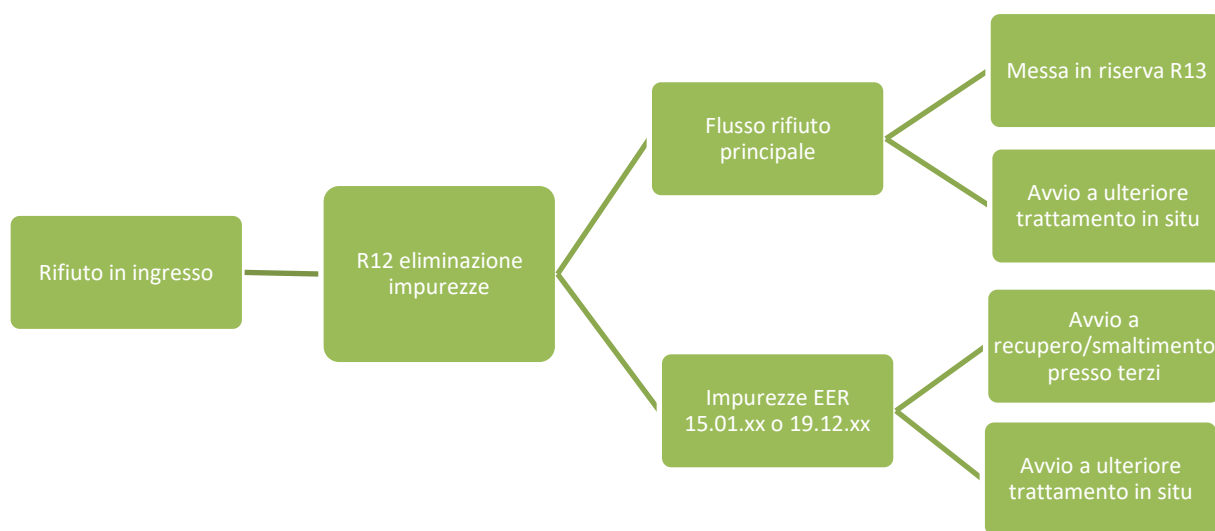 Rifiuto in ingresso
R12 eliminazione
impurezze
Flusso rifiuto
principale
Messa in riserva R13
Avvio a ulteriore
trattamento in situ
Impurezze EER
15.01.xx o 19.12.xx
Avvio a
recupero/smaltimento
presso terzi
Avvio a ulteriore
trattamento in situ